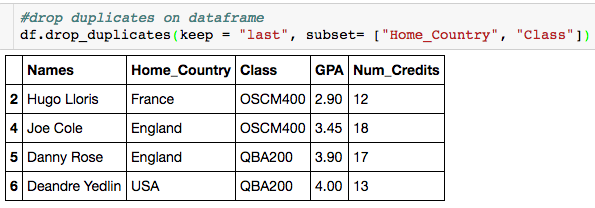 #drop duplicates on dataframe
df.drop_duplicates(keep = "last", subset= ["Home_Country", "Class"])
Names Home_Country Class GPA Num_Credits
2 Hugo Lloris France OSCM400 2.90 12
4 Joe Cole England OSCM400 3.45 18
5 Danny Rose England QBA200 3.90 17
6 Deandre Yedlin USA QBA200 4.00 13